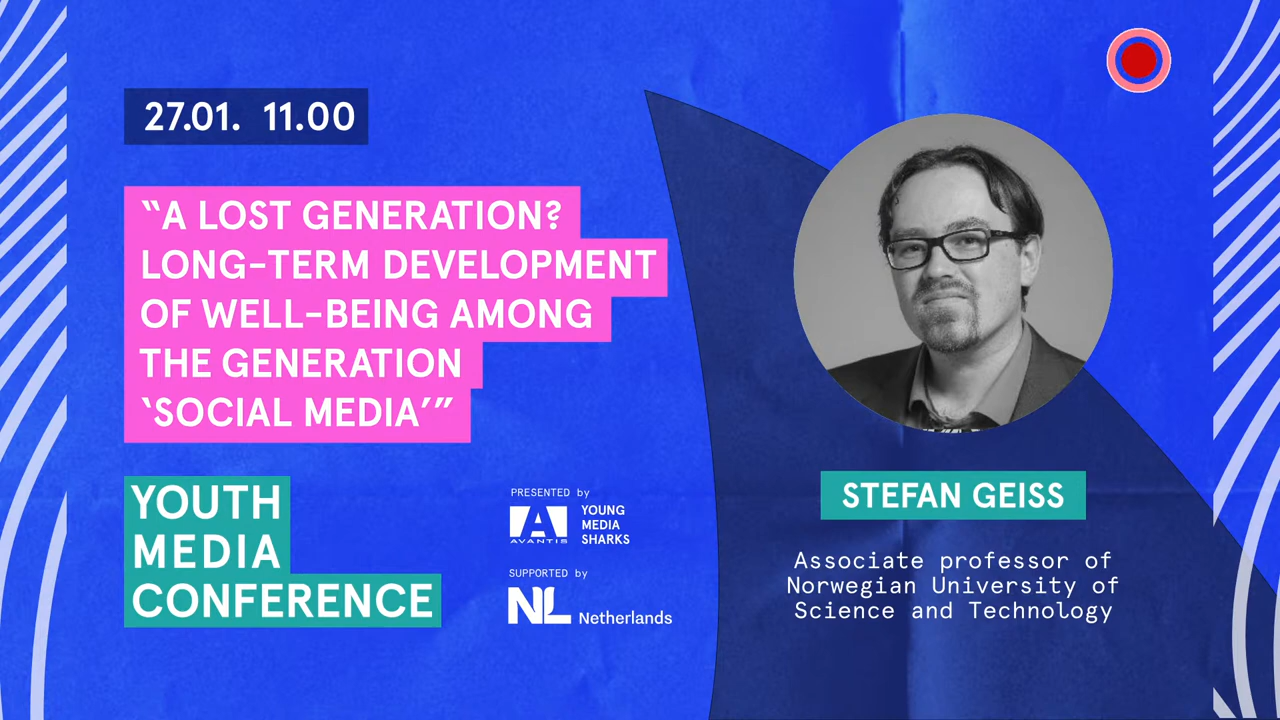 27.01. 11.00
“A LOST GENERATION?
LONG-TERM DEVELOPMENT
OF WELL-BEING AMONG
THE GENERATION
‘SOCIAL MEDIA’”
YOUTH
MEDIA
CONFERENCE
PRESENTED by
A
AVANTIS
YOUNG
MEDIA
SHARKS
SUPPORTED by
NL Netherlands
STEFAN GEISS
Associate professor of
Norwegian University of
Science and Technology